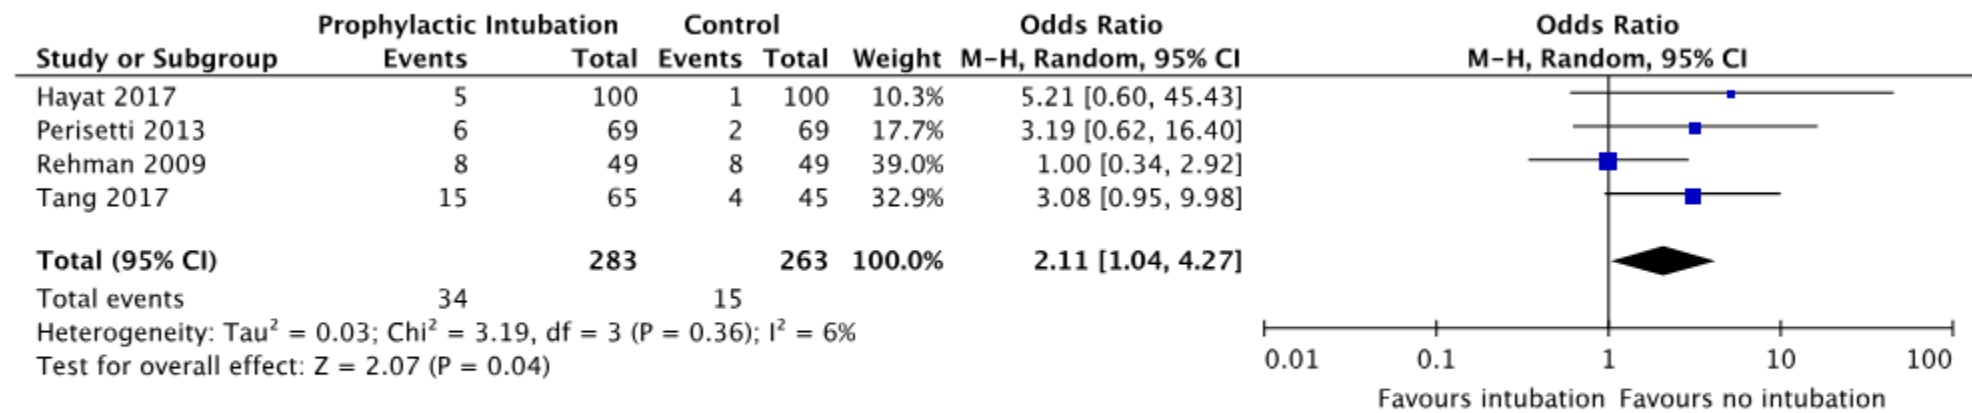 Prophylactic Intubation Control Odds Ratio Odds Ratio
Study or Subgroup Events Total Events Total Weight M-H, Random, 95% CI M-H, Random, 95% CI
Hayat 2017 5 100 1 100 10.3% 5.21 [0.60, 45.43]
Perisetti 2013 6 69 2 69 17.7% 3.19 [0.62, 16.40]
Rehman 2009 8 49 8 49 39.0% 1.00 [0.34, 2.92]
Tang 2017 15 65 4 45 32.9% 3.08 [0.95, 9.98]
Total (95% CI) 283 263 100.0% 2.11 [1.04, 4.27]
Total events 34 15
Heterogeneity: Tau² = 0.03; Chi² = 3.19, df = 3 (P = 0.36); I² = 6%
Test for overall effect: Z = 2.07 (P = 0.04)
0.01 0.1 1 10 100
Favours intubation Favours no intubation